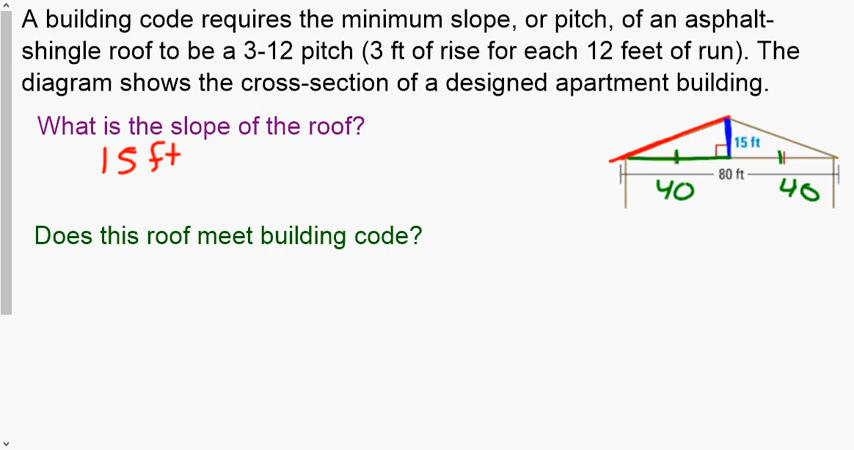 A building code requires the minimum slope, or pitch, of an asphalt-
shingle roof to be a 3-12 pitch (3 ft of rise for each 12 feet of run). The
diagram shows the cross-section of a designed apartment building.
What is the slope of the roof?
15 ft
15 ft
80 ft
40
40
Does this roof meet building code?